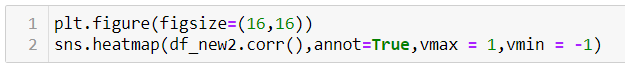 1 plt.figure(figsize=(16,16))
2 sns.heatmap(df_new2.corr(),annot=True,vmax = 1,vmin = -1)